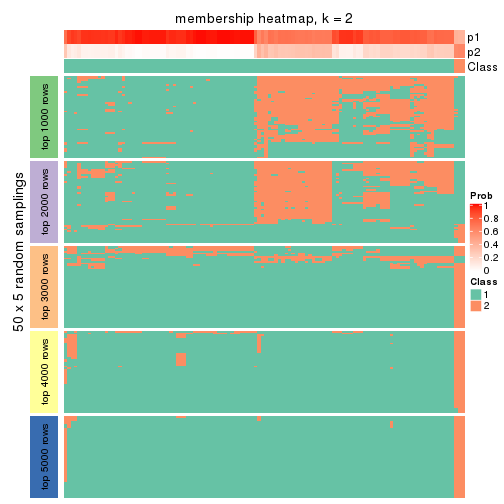 membership heatmap, k = 2
p1
p2
Class
50 x 5 random samplings
top 1000 rows
top 2000 rows
top 3000 rows
top 4000 rows
top 5000 rows
Prob
1
0.8
0.6
0.4
0.2
0
Class
1
2